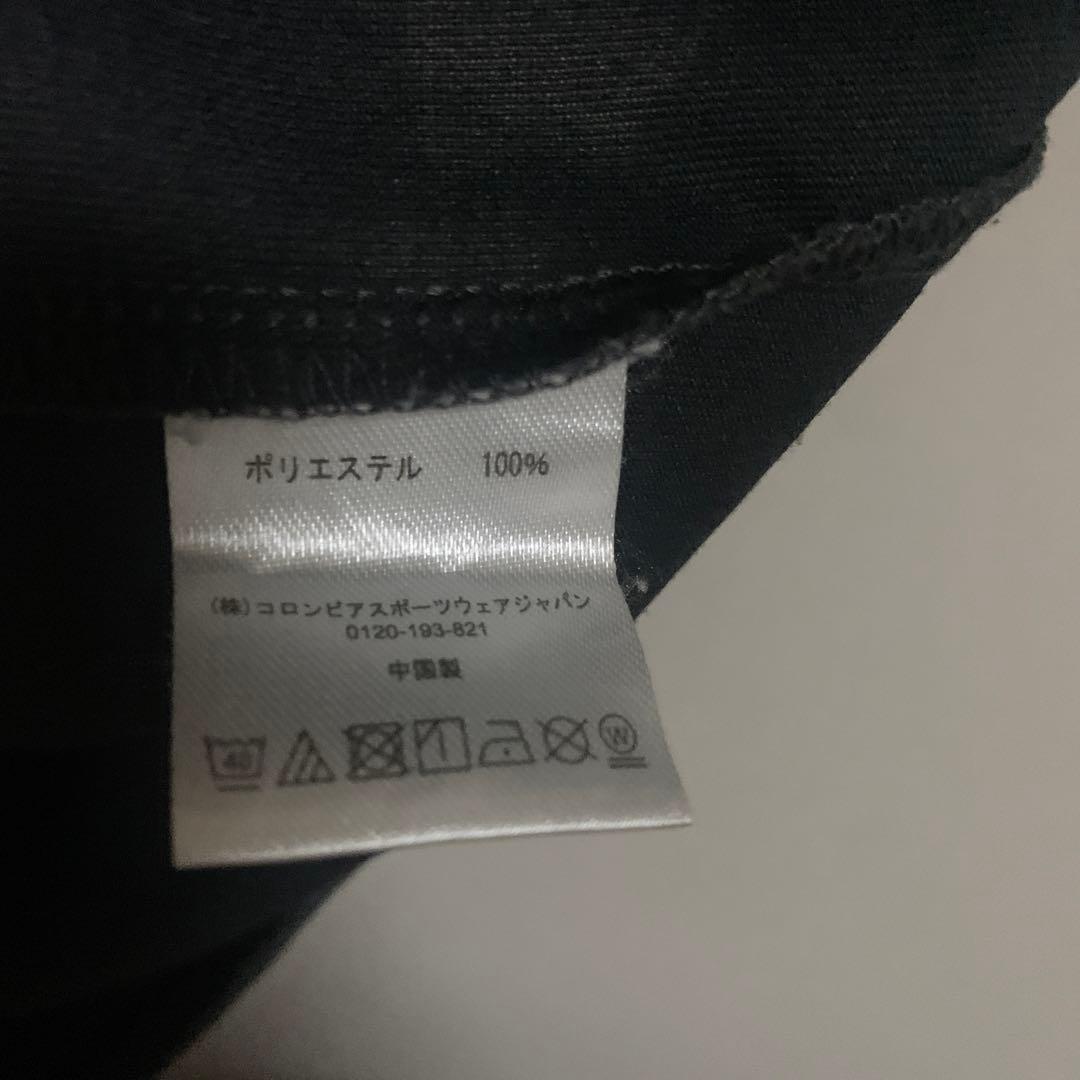 ポリエステル 100%
(株)コロンビアスポーツウェアジャパン
0120-193-821
中国製
40 W